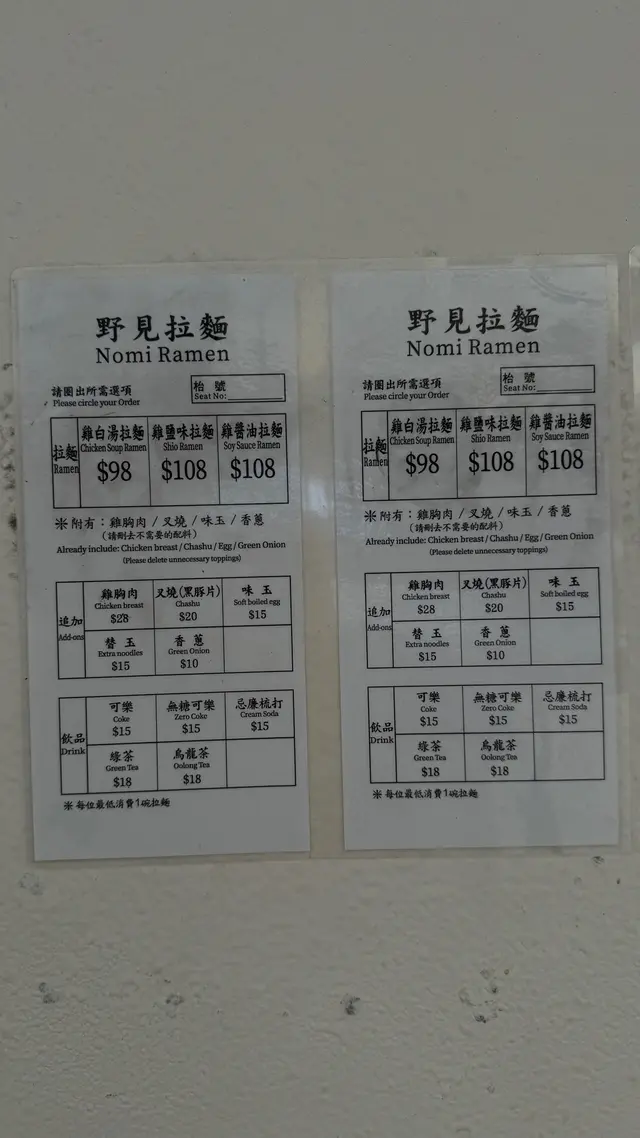 野見拉麵
Nomi Ramen
請圈出所需選項
Please circle your Order
枱 號
Seat No:
拉麵
Ramen
雞白湯拉麵 雞鹽味拉麵 雞醬油拉麵
Chicken Soup Ramen Shio Ramen Soy Sauce Ramen
$98 $108 $108
※附有：雞胸肉 / 叉燒 / 味玉 / 香蔥
（請刪去不需要的配料）
Already include: Chicken breast / Chashu / Egg / Green Onion
(Please delete unnecessary toppings)
追加
Add-ons
雞胸肉 叉燒(黑豚片) 味 玉
Chicken breast Chashu Soft boiled egg
$28 $20 $15
替 玉 香 蔥
Extra noodles Green Onion
$15 $10
飲品
Drink
可樂 無糖可樂 忌廉梳打
Coke Zero Coke Cream Soda
$15 $15 $15
綠茶 烏龍茶
Green Tea Oolong Tea
$18 $18
※每位最低消費1碗拉麵
野見拉麵
Nomi Ramen
請圈出所需選項
Please circle your Order
枱 號
Seat No:
拉麵
Ramen
雞白湯拉麵 雞鹽味拉麵 雞醬油拉麵
Chicken Soup Ramen Shio Ramen Soy Sauce Ramen
$98 $108 $108
※附有：雞胸肉 / 叉燒 / 味玉 / 香蔥
（請刪去不需要的配料）
Already include: Chicken breast / Chashu / Egg / Green Onion
(Please delete unnecessary toppings)
追加
Add-ons
雞胸肉 叉燒(黑豚片) 味 玉
Chicken breast Chashu Soft boiled egg
$28 $20 $15
替 玉 香 蔥
Extra noodles Green Onion
$15 $10
飲品
Drink
可樂 無糖可樂 忌廉梳打
Coke Zero Coke Cream Soda
$15 $15 $15
綠茶 烏龍茶
Green Tea Oolong Tea
$18 $18
※每位最低消費1碗拉麵